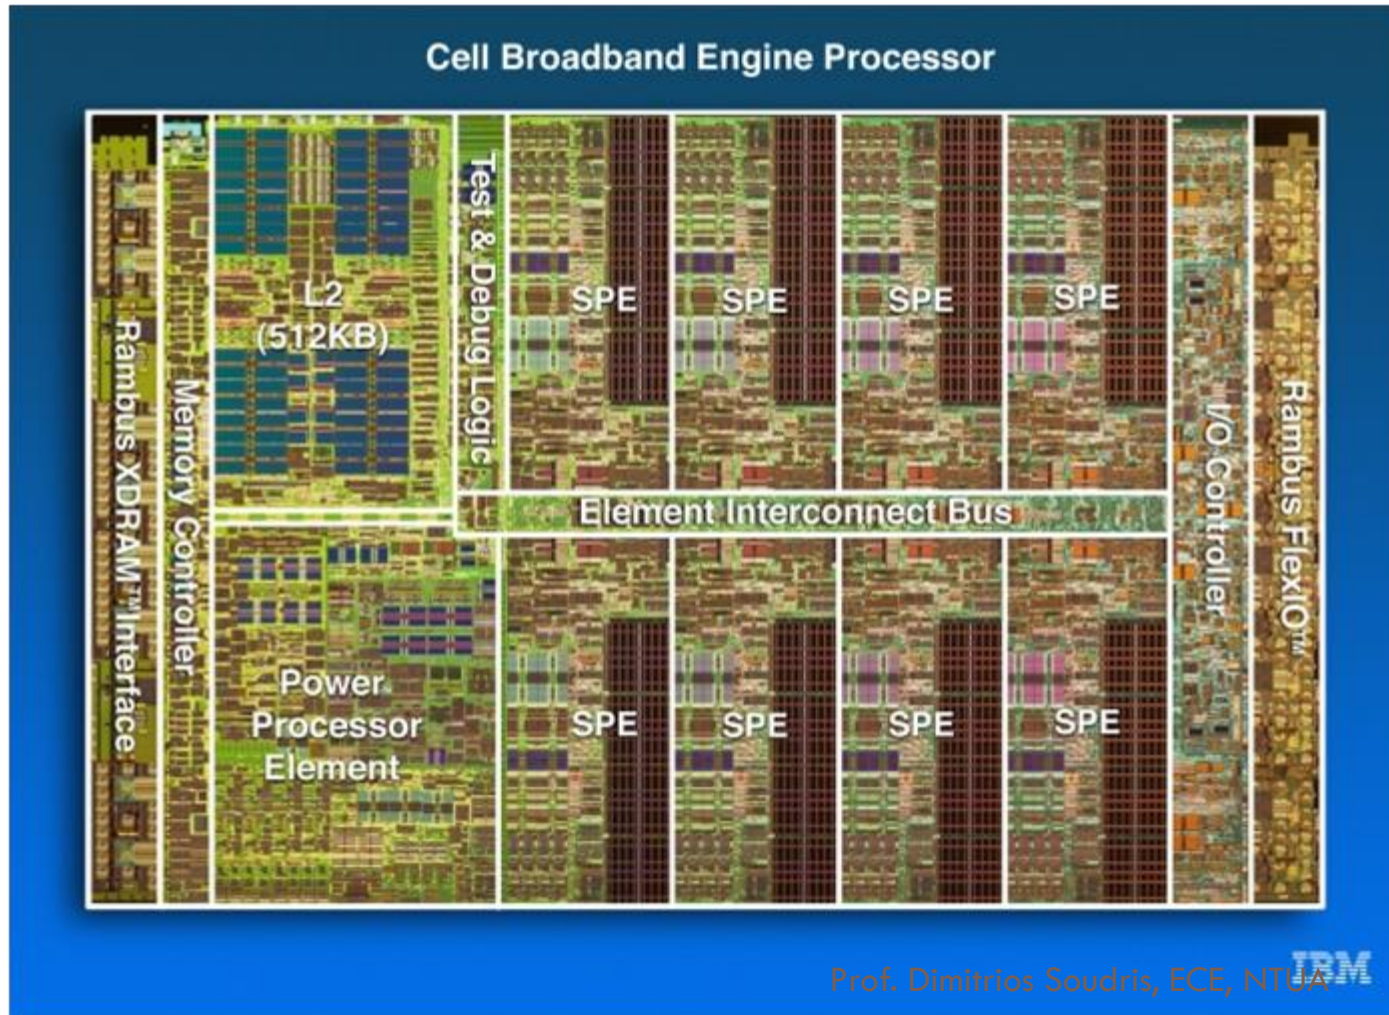 Cell Broadband Engine Processor
Rambus XDRAM™ Interface
Memory Controller
L2
(512KB)
Test & Debug Logic
SPE
SPE
SPE
SPE
I/O Controller
Rambus FlexIO™
Element Interconnect Bus
Power
Processor
Element
SPE
SPE
SPE
SPE
IBM
Prof. Dimitrios Soudris, ECE, NTUA